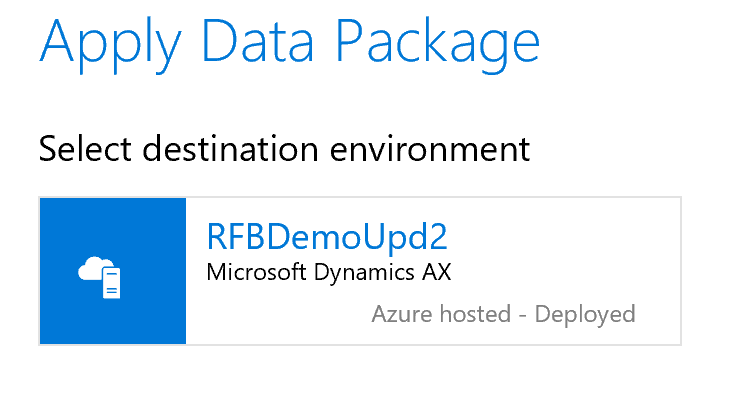 Apply Data Package
Select destination environment
RFBDemoUpd2
Microsoft Dynamics AX
Azure hosted - Deployed